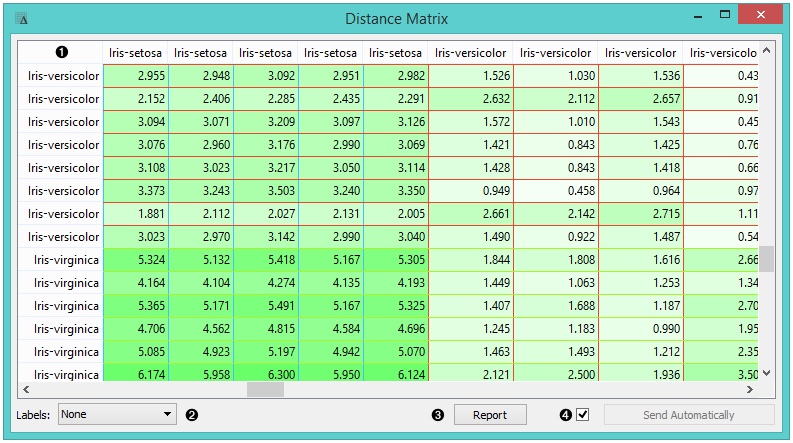 Distance Matrix
❶ Iris-setosa Iris-setosa Iris-setosa Iris-setosa Iris-setosa Iris-versicolor Iris-versicolor Iris-versicolor Iris-versicolo
Iris-versicolor 2.955 2.948 3.092 2.951 2.982 1.526 1.030 1.536 0.43
Iris-versicolor 2.152 2.406 2.285 2.435 2.291 2.632 2.112 2.657 0.91
Iris-versicolor 3.094 3.071 3.209 3.097 3.126 1.572 1.010 1.543 0.45
Iris-versicolor 3.076 2.960 3.176 2.990 3.069 1.421 0.843 1.425 0.76
Iris-versicolor 3.108 3.023 3.217 3.050 3.114 1.428 0.843 1.418 0.66
Iris-versicolor 3.373 3.243 3.503 3.240 3.350 0.949 0.458 0.964 0.97
Iris-versicolor 1.881 2.112 2.027 2.131 2.005 2.661 2.142 2.715 1.11
Iris-versicolor 3.023 2.970 3.142 2.990 3.040 1.490 0.922 1.487 0.54
Iris-virginica 5.324 5.132 5.418 5.167 5.305 1.844 1.808 1.616 2.66
Iris-virginica 4.164 4.104 4.274 4.135 4.193 1.449 1.063 1.253 1.34
Iris-virginica 5.365 5.171 5.491 5.167 5.325 1.407 1.688 1.187 2.70
Iris-virginica 4.706 4.562 4.815 4.584 4.696 1.245 1.183 0.990 1.95
Iris-virginica 5.085 4.923 5.197 4.942 5.070 1.463 1.493 1.212 2.35
Iris-virginica 6.174 5.958 6.300 5.950 6.124 2.121 2.500 1.936 3.50
Labels: None ❷ ❸ Report ❹ Send Automatically